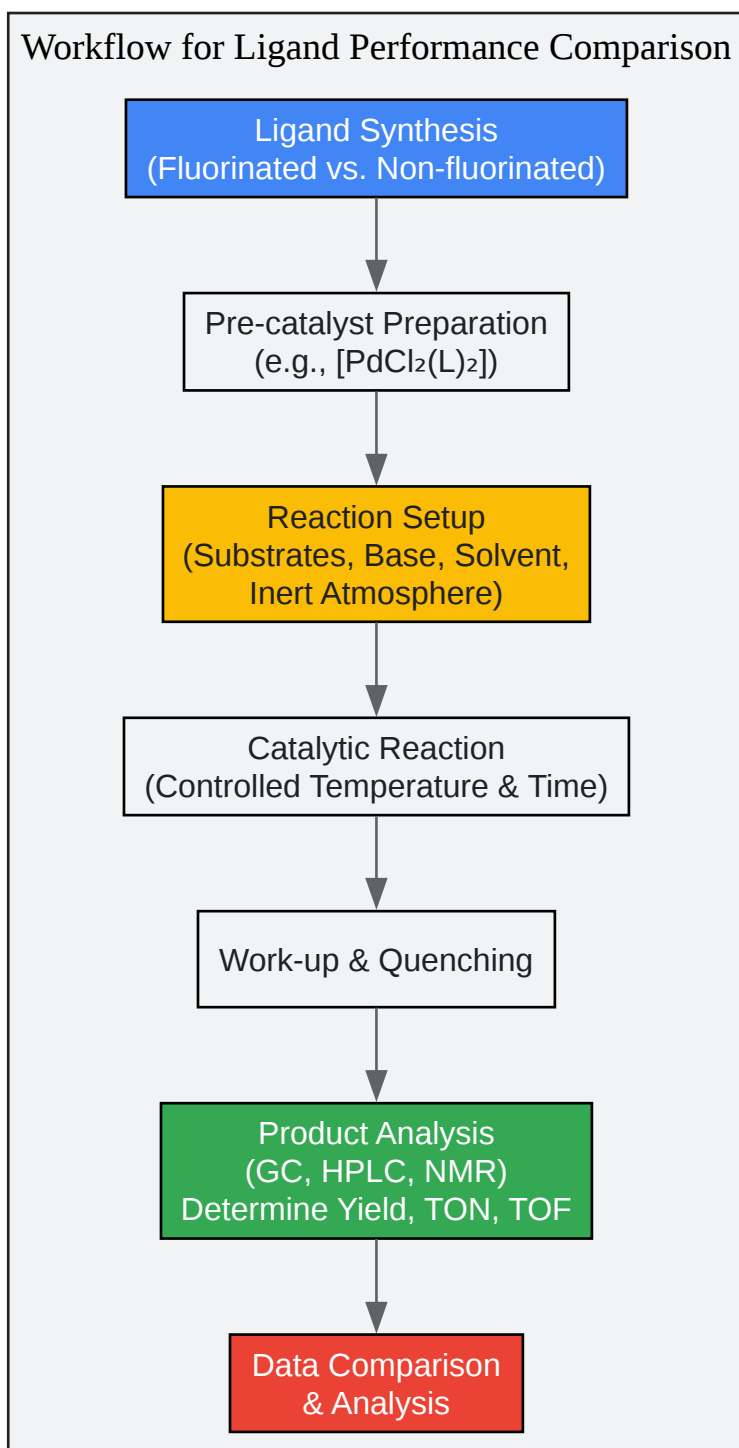 Workflow for Ligand Performance Comparison
Ligand Synthesis
(Fluorinated vs. Non-fluorinated)
Pre-catalyst Preparation
(e.g., [PdCl₂(L)₂])
Reaction Setup
(Substrates, Base, Solvent,
Inert Atmosphere)
Catalytic Reaction
(Controlled Temperature & Time)
Work-up & Quenching
Product Analysis
(GC, HPLC, NMR)
Determine Yield, TON, TOF
Data Comparison
& Analysis